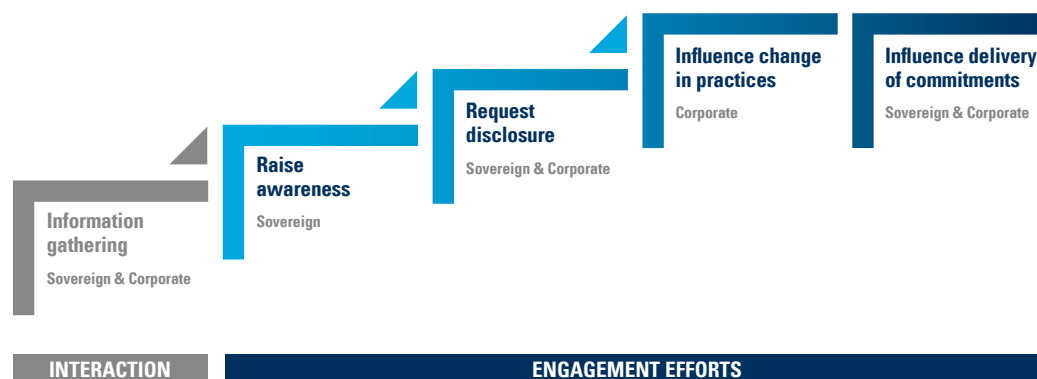 Information
gathering
Sovereign & Corporate
Raise
awareness
Sovereign
Request
disclosure
Sovereign & Corporate
Influence change
in practices
Corporate
Influence delivery
of commitments
Sovereign & Corporate
INTERACTION
ENGAGEMENT EFFORTS